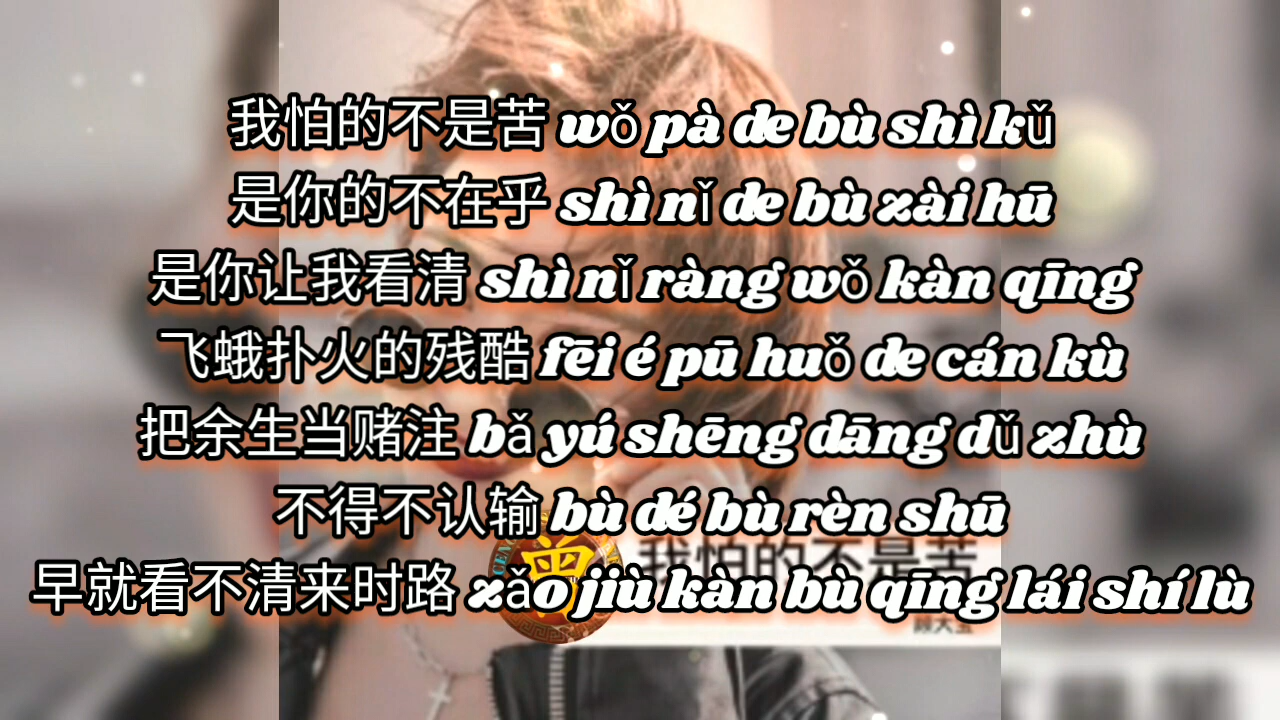 我怕的不是苦 wǒ pà de bù shì kǔ
是你的不在乎 shì nǐ de bù zài hū
是你让我看清 shì nǐ ràng wǒ kàn qīng
飞蛾扑火的残酷 fēi é pū huǒ de cán kù
把余生当赌注 bǎ yú shēng dāng dǔ zhù
不得不认输 bù dé bù rèn shū
我怕的不是苦
早就看不清来时路 zǎo jiù kàn bù qīng lái shí lù
顾大宝